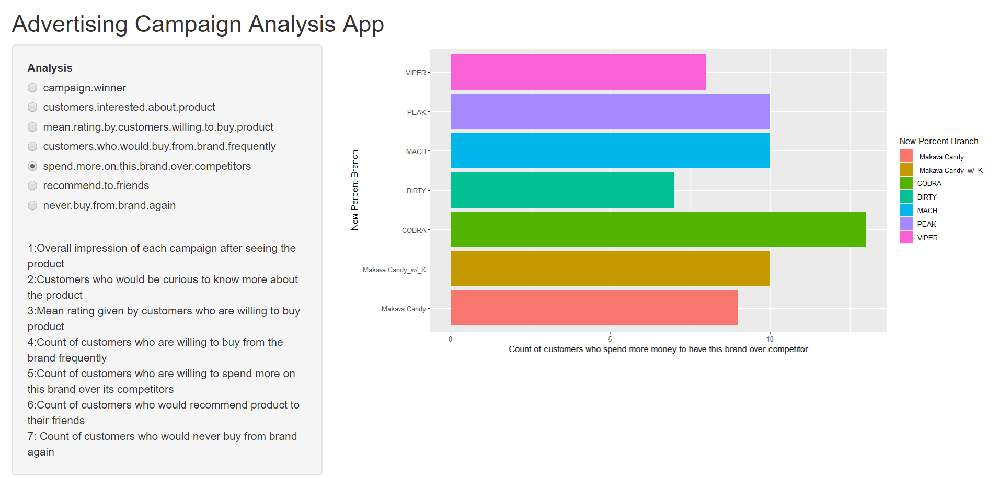 Advertising Campaign Analysis App
Analysis
campaign.winner
customers.interested.about.product
mean.rating.by.customers.willing.to.buy.product
customers.who.would.buy.from.brand.frequently
spend.more.on.this.brand.over.competitors
recommend.to.friends
never.buy.from.brand.again
1:Overall impression of each campaign after seeing the
product
2:Customers who would be curious to know more about
the product
3:Mean rating given by customers who are willing to buy
product
4:Count of customers who are willing to buy from the
brand frequently
5:Count of customers who are willing to spend more on
this brand over its competitors
6:Count of customers who would recommend product to
their friends
7: Count of customers who would never buy from brand
again
New.Percent.Branch
VIPER
PEAK
MACH
DIRTY
COBRA
Makava Candy_w/_K
Makava Candy
0 5 10
Count.of.customers.who.spend.more.money.to.have.this.brand.over.competitor
New.Percent.Branch
Makava Candy
Makava Candy_w/_K
COBRA
DIRTY
MACH
PEAK
VIPER